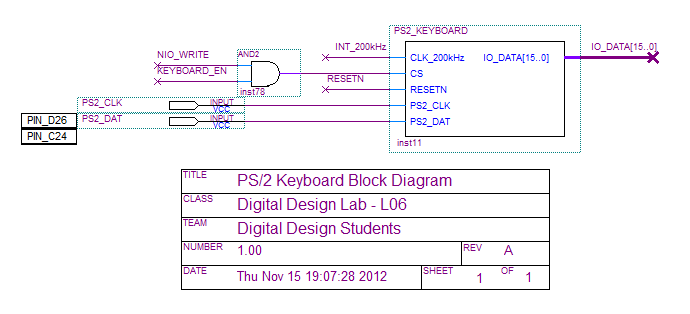 PS2_KEYBOARD
NIO_WRITE
AND2
INT_200kHz
IO_DATA[15..0]
KEYBOARD_EN
CLK_200kHz IO_DATA[15..0]
CS
inst78
RESETN
RESETN
PS2_CLK INPUT
VCC
PS2_CLK
PIN_D26
PS2_DAT INPUT
VCC
PS2_DAT
PIN_C24
inst11
TITLE PS/2 Keyboard Block Diagram
CLASS Digital Design Lab - L06
TEAM Digital Design Students
NUMBER 1.00 REV A
DATE Thu Nov 15 19:07:28 2012 SHEET 1 OF 1